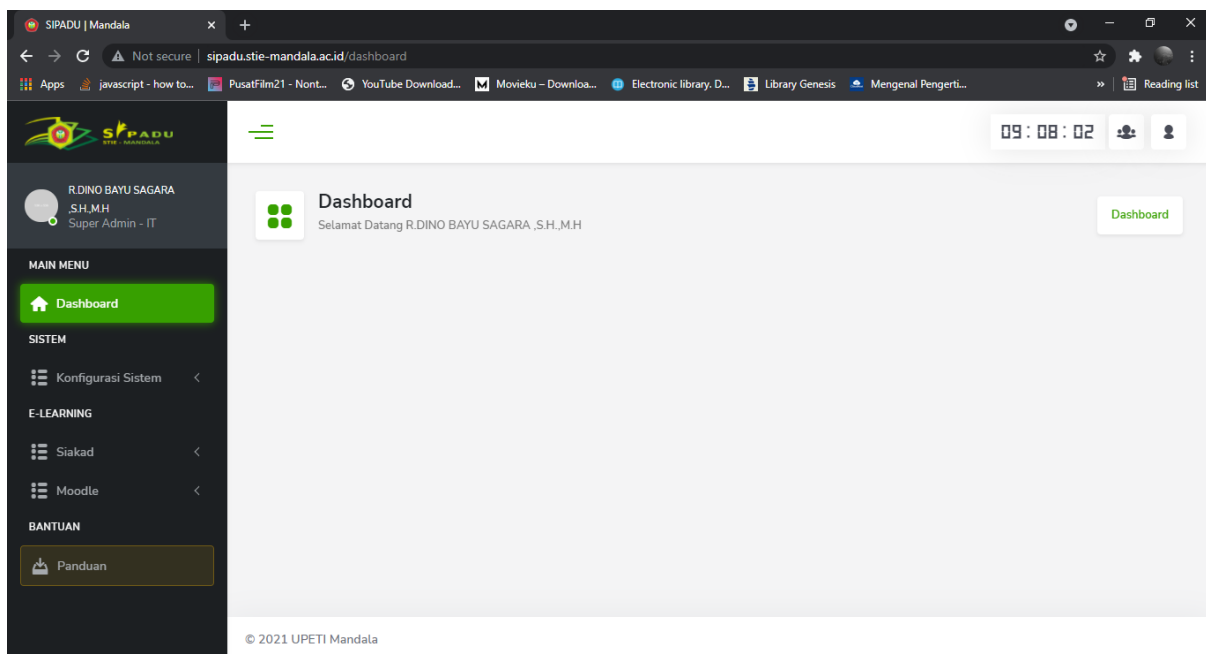 SIPADU | Mandala
Not secure | sipadu.stie-mandala.ac.id/dashboard
Apps javascript - how to... PusatFilm21 - Nont... YouTube Download... Movieku – Downloa... Electronic library. D... Library Genesis Mengenal Pengerti... » Reading list
SIPADU
STIE - MANDALA
09:08:02
R.DINO BAYU SAGARA
,S.H.,M.H
Super Admin - IT
Dashboard
Selamat Datang R.DINO BAYU SAGARA ,S.H.,M.H
Dashboard
MAIN MENU
Dashboard
SISTEM
Konfigurasi Sistem
E-LEARNING
Siakad
Moodle
BANTUAN
Panduan
© 2021 UPETI Mandala